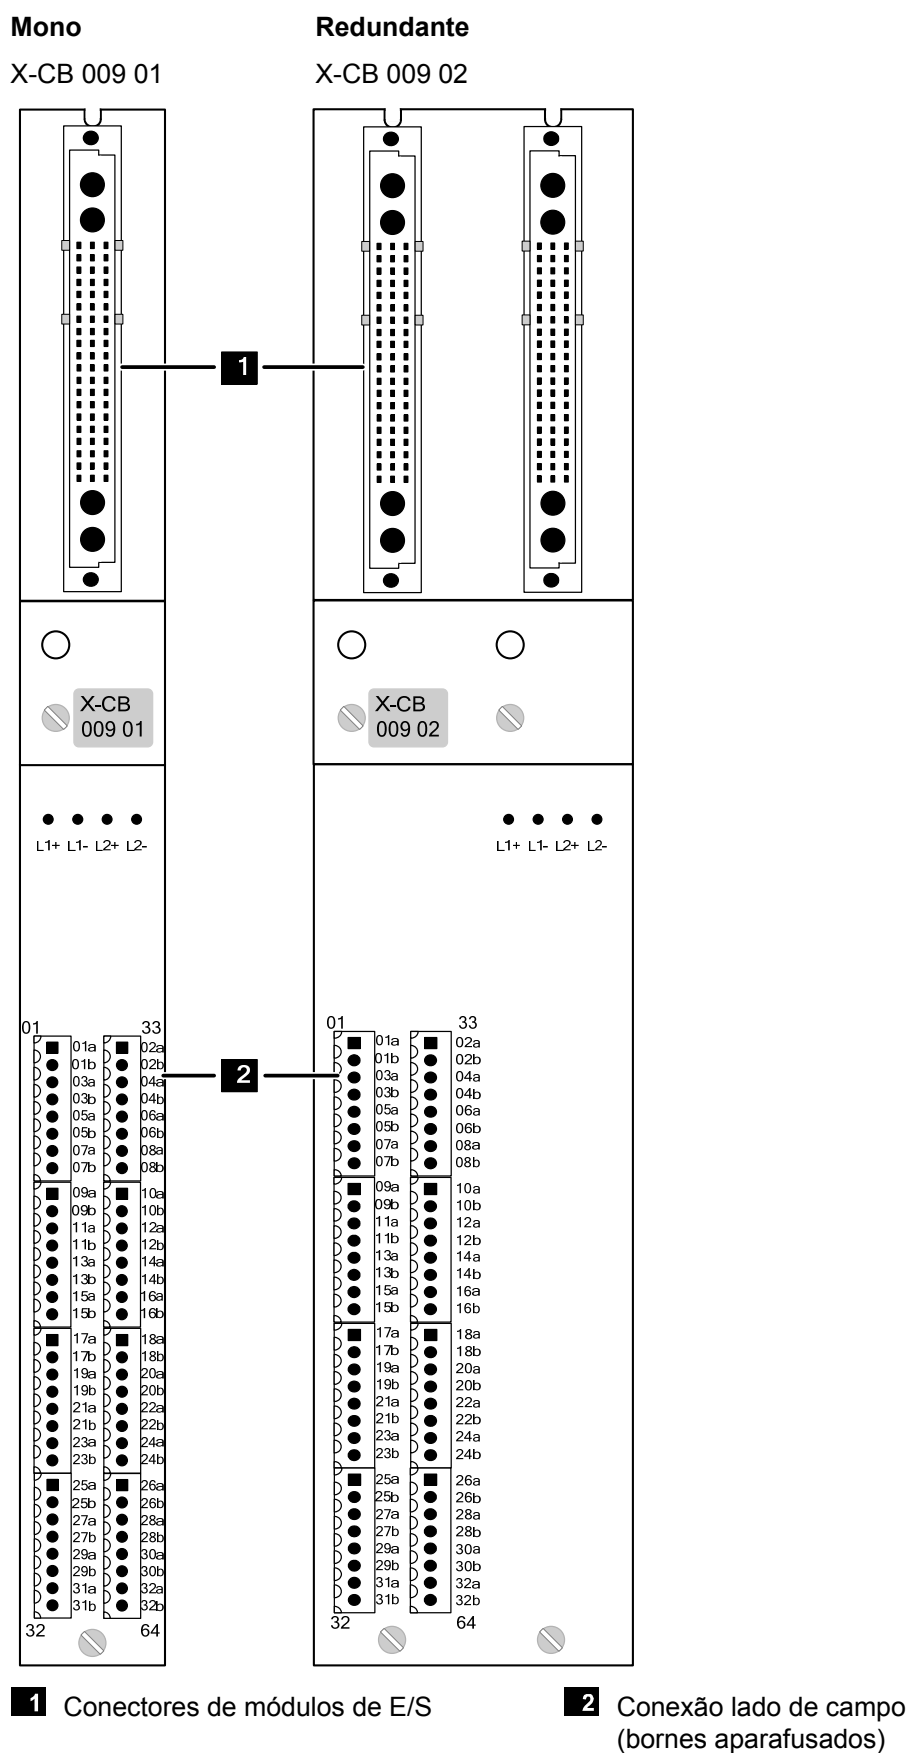 Mono
Redundante
X-CB 009 01
X-CB 009 02
1
X-CB
009 01
X-CB
009 02
L1+ L1- L2+ L2-
L1+ L1- L2+ L2-
01 33
01a 02a
01b 02b
03a 04a
03b 04b
05a 06a
05b 06b
07a 08a
07b 08b
09a 10a
09b 10b
11a 12a
11b 12b
13a 14a
13b 14b
15a 16a
15b 16b
17a 18a
17b 18b
19a 20a
19b 20b
21a 22a
21b 22b
23a 24a
23b 24b
25a 26a
25b 26b
27a 28a
27b 28b
29a 30a
29b 30b
31a 32a
31b 32b
32 64
2
01 33
01a 02a
01b 02b
03a 04a
03b 04b
05a 06a
05b 06b
07a 08a
07b 08b
09a 10a
09b 10b
11a 12a
11b 12b
13a 14a
13b 14b
15a 16a
15b 16b
17a 18a
17b 18b
19a 20a
19b 20b
21a 22a
21b 22b
23a 24a
23b 24b
25a 26a
25b 26b
27a 28a
27b 28b
29a 30a
29b 30b
31a 32a
31b 32b
32 64
1 Conectores de módulos de E/S
2 Conexão lado de campo
(bornes aparafusados)